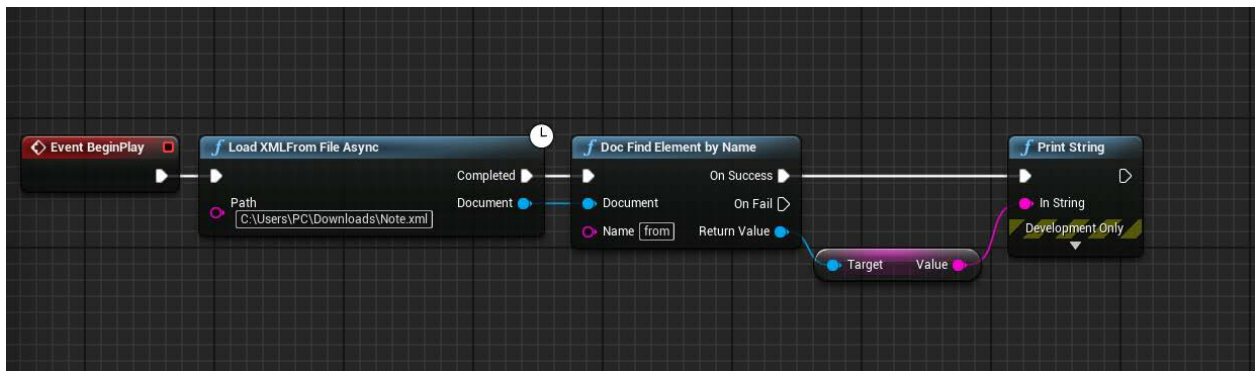 Event BeginPlay
Load XMLFrom File Async
Completed
Path
C:\Users\PC\Downloads\Note.xml
Document
Doc Find Element by Name
On Success
Document
On Fail
Name from
Return Value
Target Value
Print String
In String
Development Only